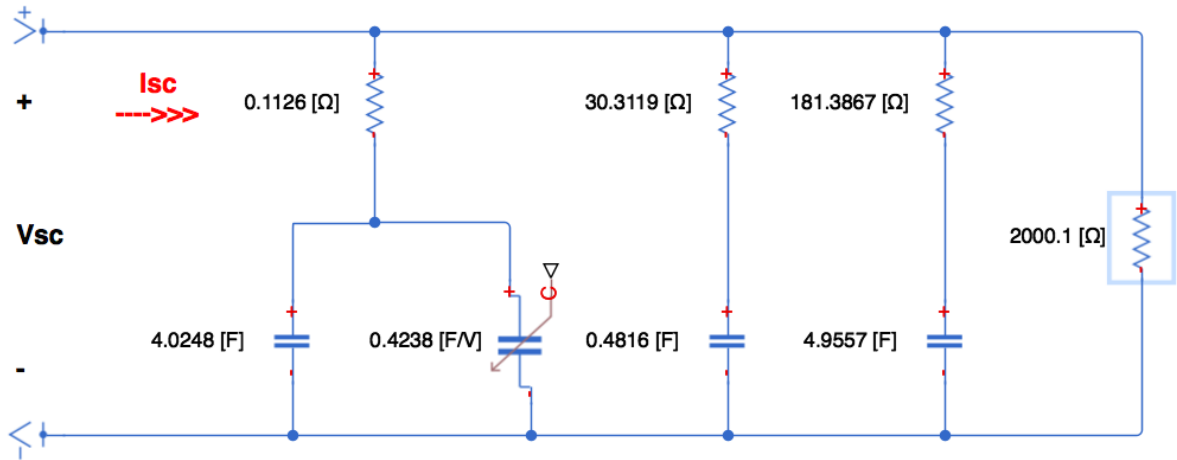 +
Isc
+
---->>>
0.1126 [Ω]
30.3119 [Ω]
181.3867 [Ω]
Vsc
2000.1 [Ω]
C
4.0248 [F]
0.4238 [F/V]
0.4816 [F]
4.9557 [F]
-
-